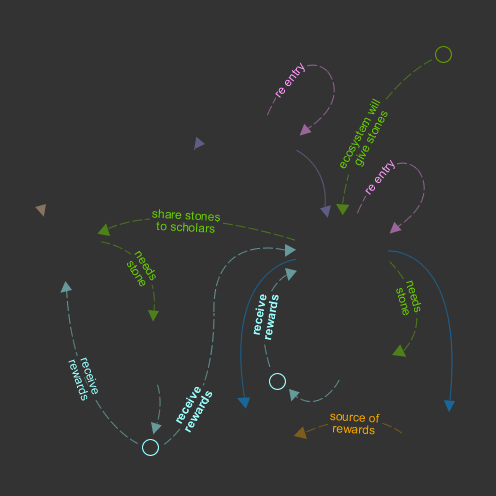 re entry
ecosystem will
give stones
re entry
share stones
to scholars
needs
stone
needs
stone
receive
rewards
receive
rewards
receive
rewards
source of
rewards